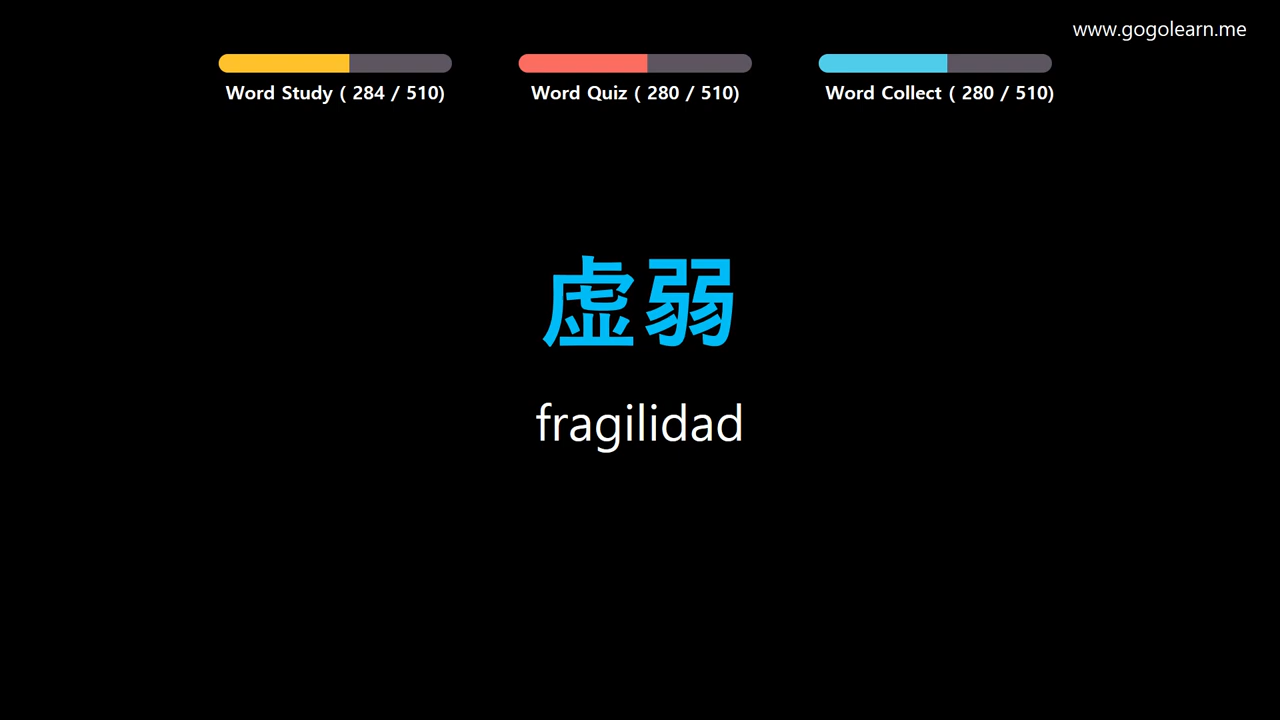 www.gogolearn.me
Word Study ( 284 / 510)
Word Quiz ( 280 / 510)
Word Collect ( 280 / 510)
虚弱
fragilidad